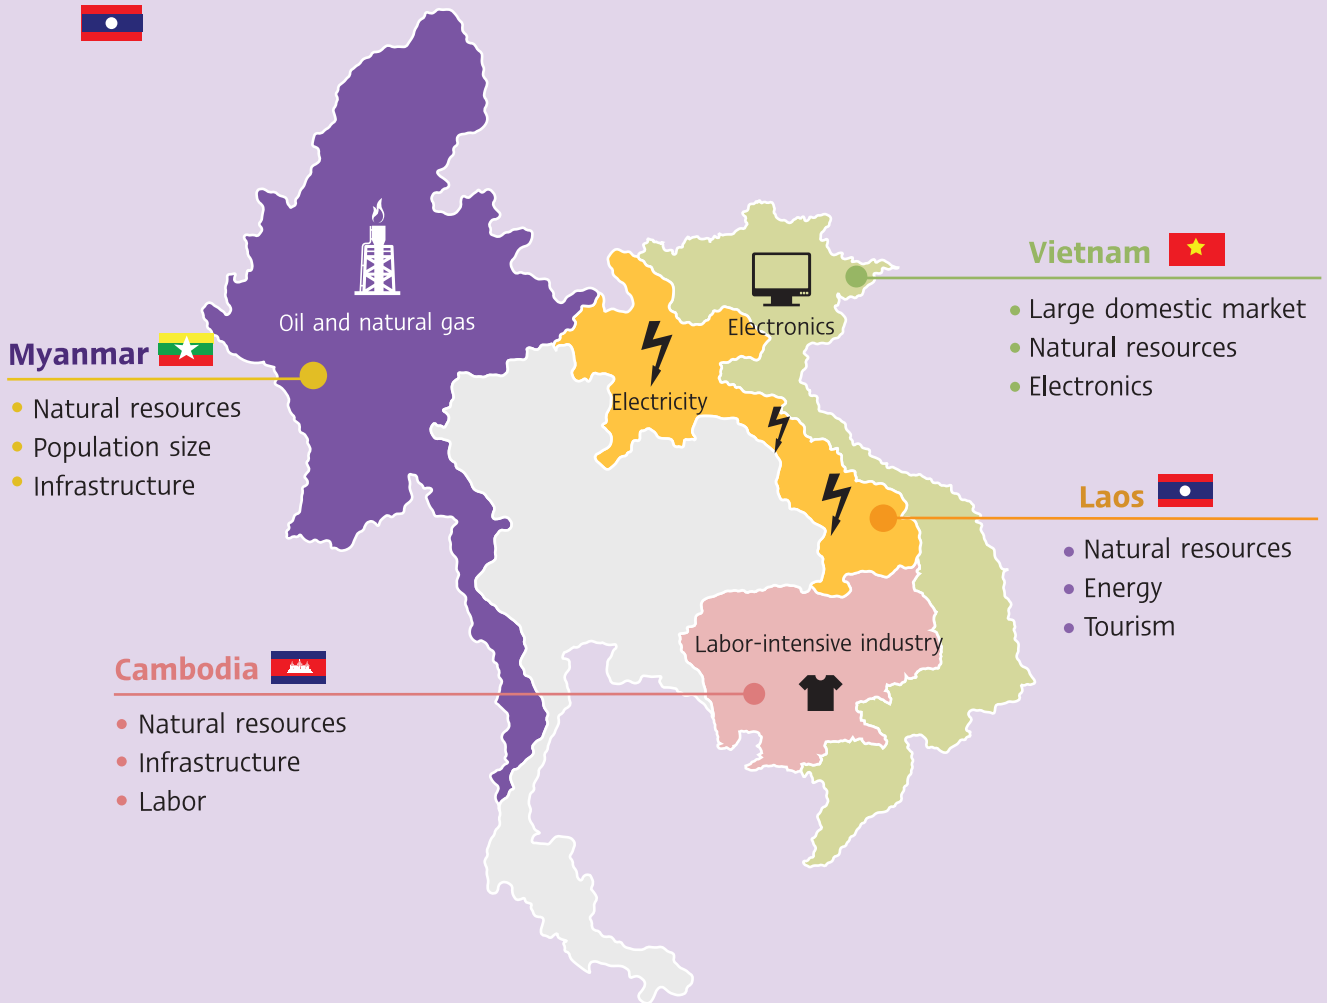 Oil and natural gas
Myanmar
Natural resources
Population size
Infrastructure
Vietnam
Large domestic market
Natural resources
Electronics
Electronics
Electricity
Laos
Natural resources
Energy
Tourism
Labor-intensive industry
Cambodia
Natural resources
Infrastructure
Labor